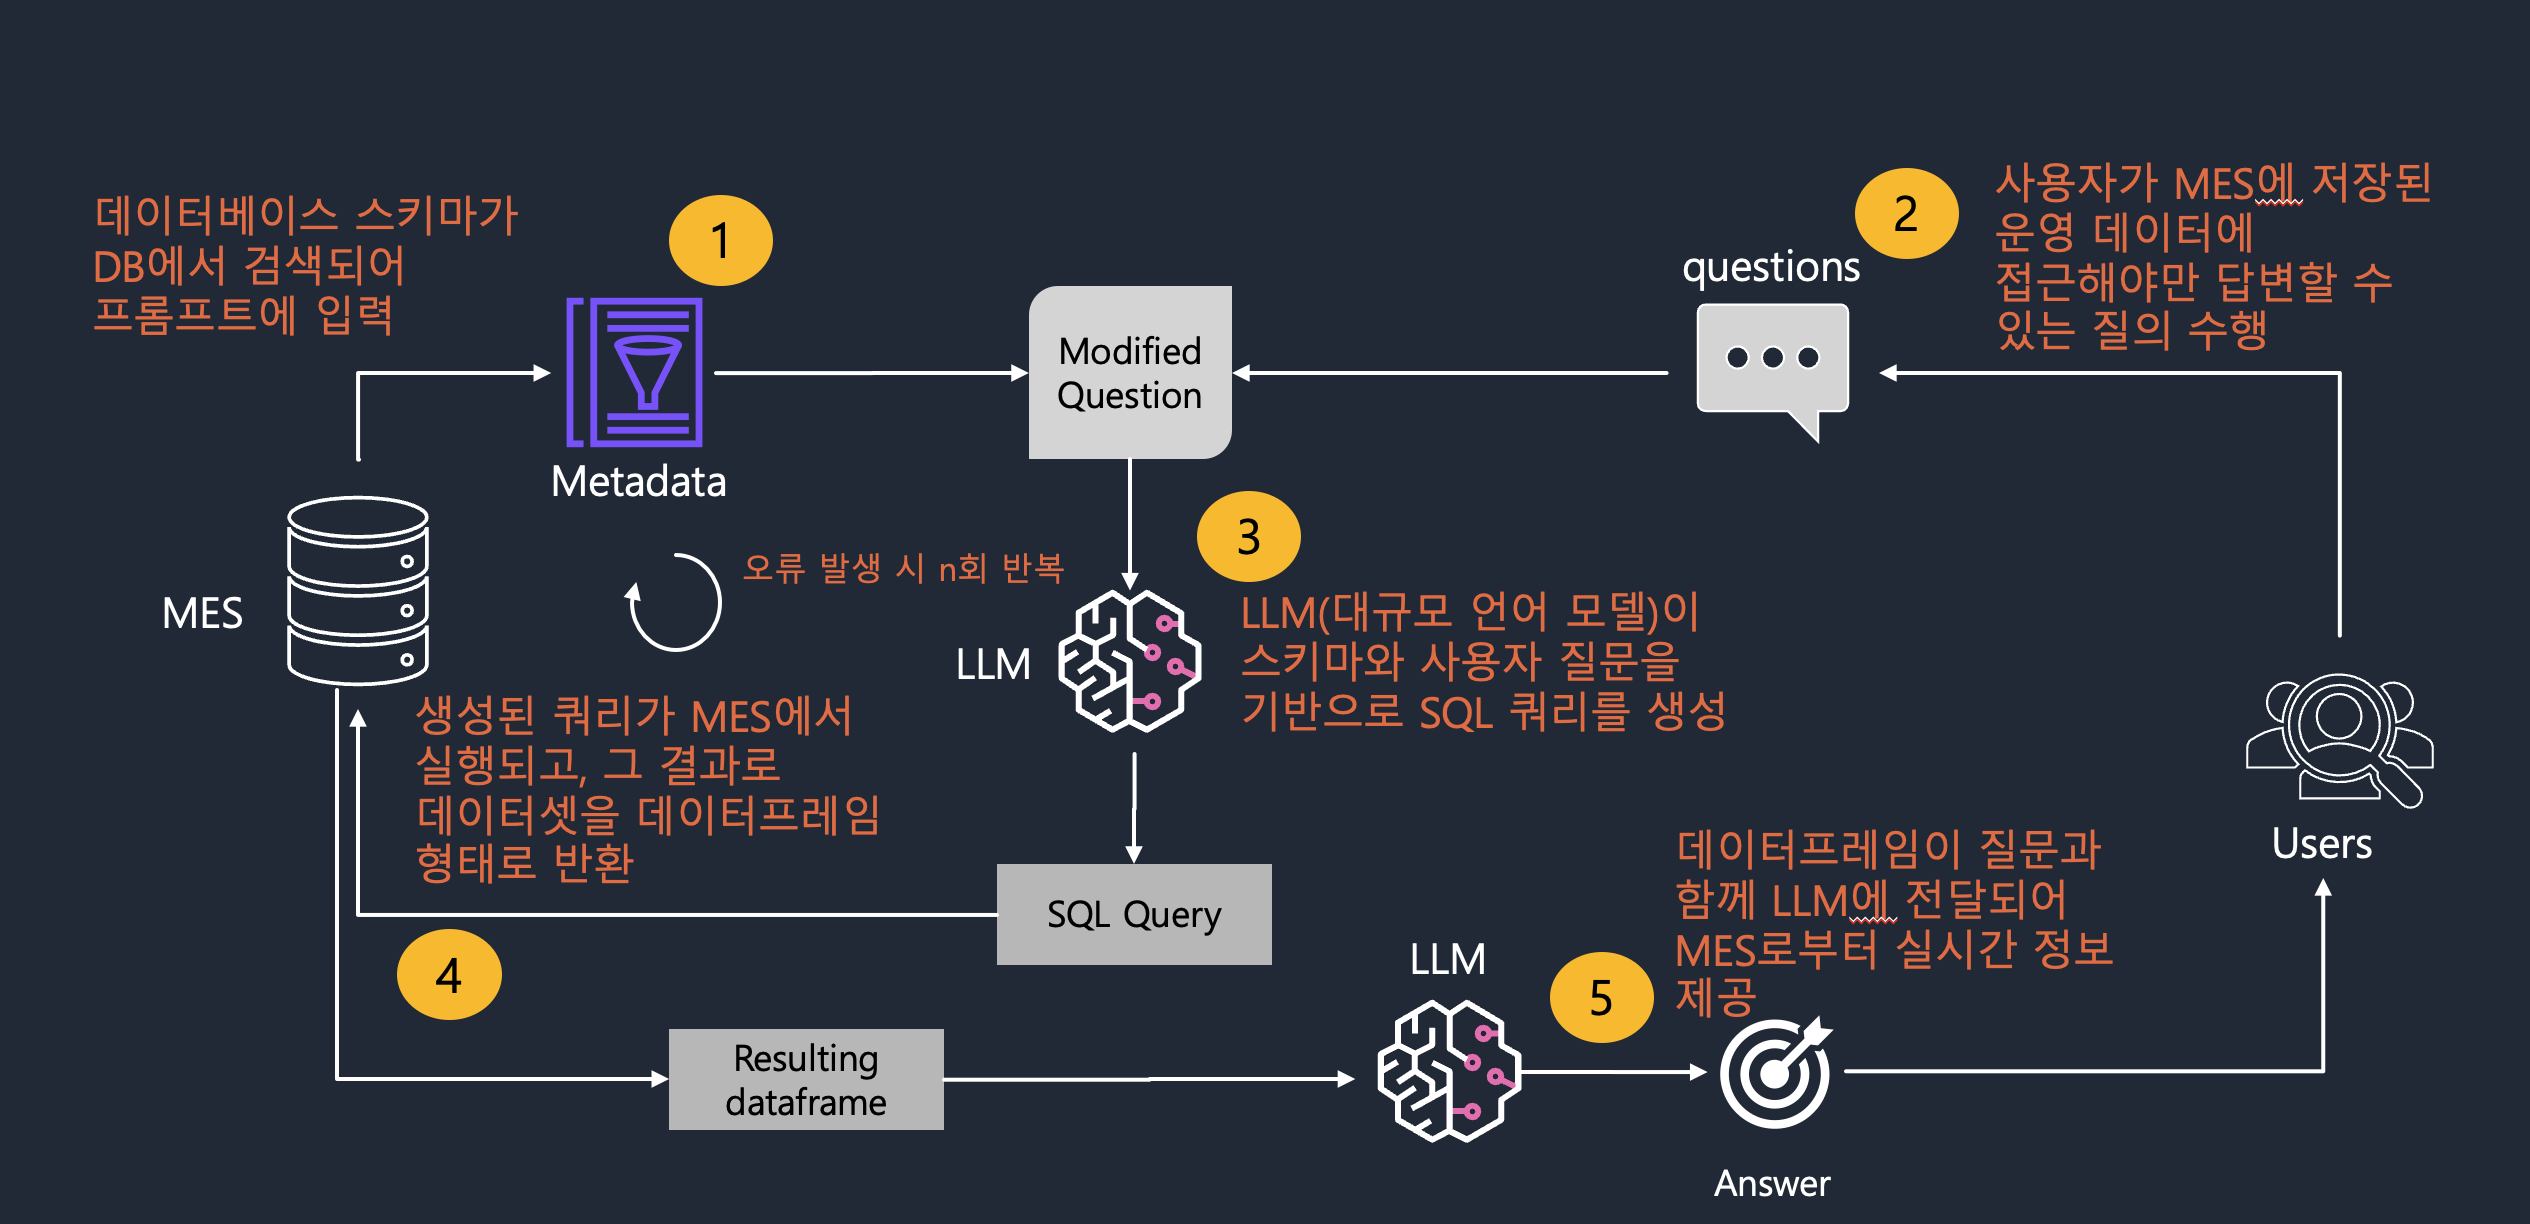 데이터베이스 스키마가
DB에서 검색되어
프롬프트에 입력
1
Metadata
Modified
Question
questions
2
사용자가 MES에 저장된
운영 데이터에
접근해야만 답변할 수
있는 질의 수행
MES
오류 발생 시 n회 반복
3
LLM
LLM(대규모 언어 모델)이
스키마와 사용자 질문을
기반으로 SQL 쿼리를 생성
생성된 쿼리가 MES에서
실행되고, 그 결과로
데이터셋을 데이터프레임
형태로 반환
SQL Query
4
Resulting
dataframe
LLM
5
데이터프레임이 질문과
함께 LLM에 전달되어
MES로부터 실시간 정보
제공
Answer
Users